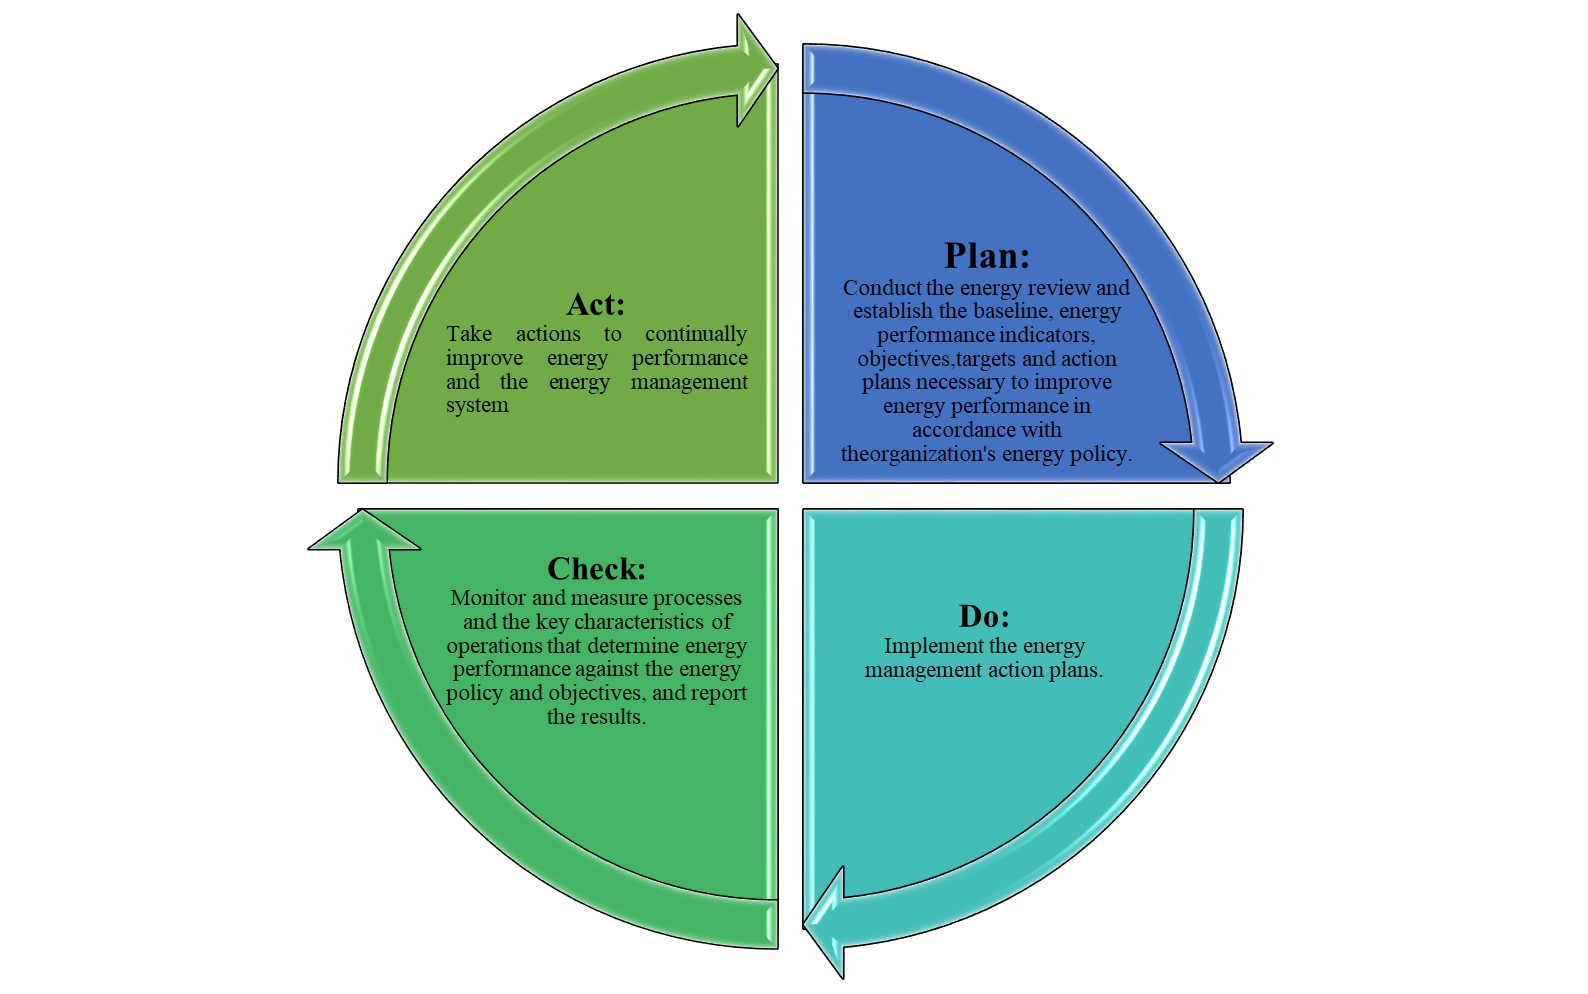 Plan:
Conduct the energy review and
establish the baseline, energy
performance indicators,
objectives,targets and action
plans necessary to improve
energy performance in
accordance with
theorganization's energy policy.
Do:
Implement the energy
management action plans.
Check:
Monitor and measure processes
and the key characteristics of
operations that determine energy
performance against the energy
policy and objectives, and report
the results.
Act:
Take actions to continually
improve energy performance
and the energy management
system